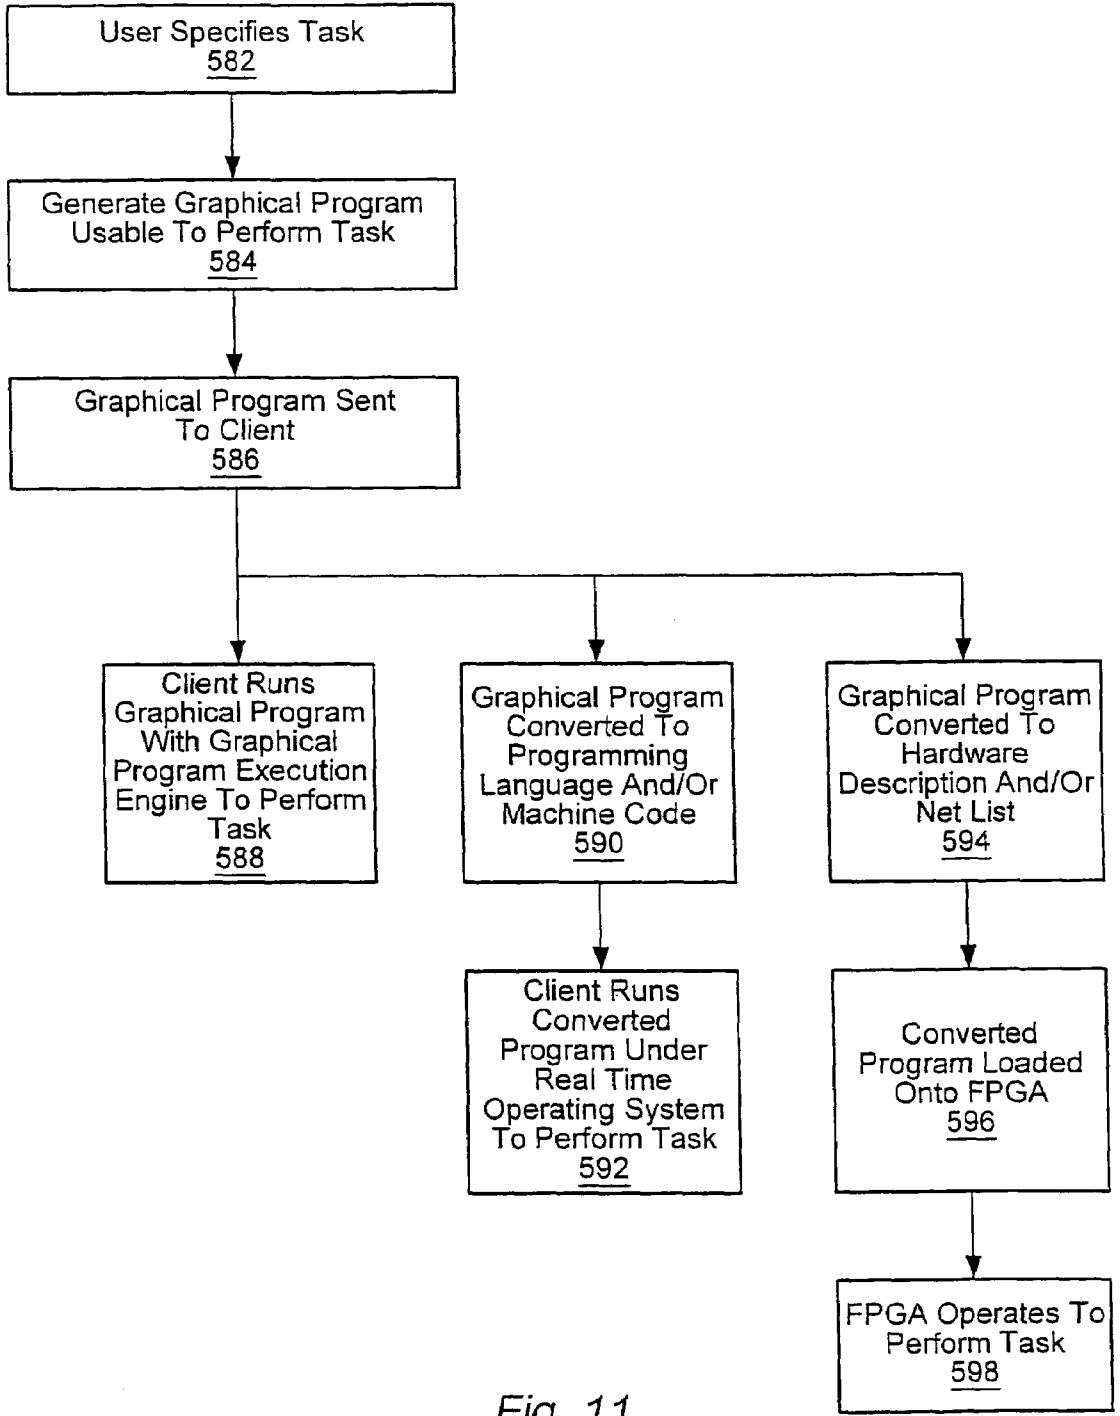 User Specifies Task
582
Generate Graphical Program
Usable To Perform Task
584
Graphical Program Sent
To Client
586
Client Runs
Graphical Program
With Graphical
Program Execution
Engine To Perform
Task
588
Graphical Program
Converted To
Programming
Language And/Or
Machine Code
590
Graphical Program
Converted To
Hardware
Description And/Or
Net List
594
Client Runs
Converted
Program Under
Real Time
Operating System
To Perform Task
592
Converted
Program Loaded
Onto FPGA
596
FPGA Operates To
Perform Task
598
Fig. 11